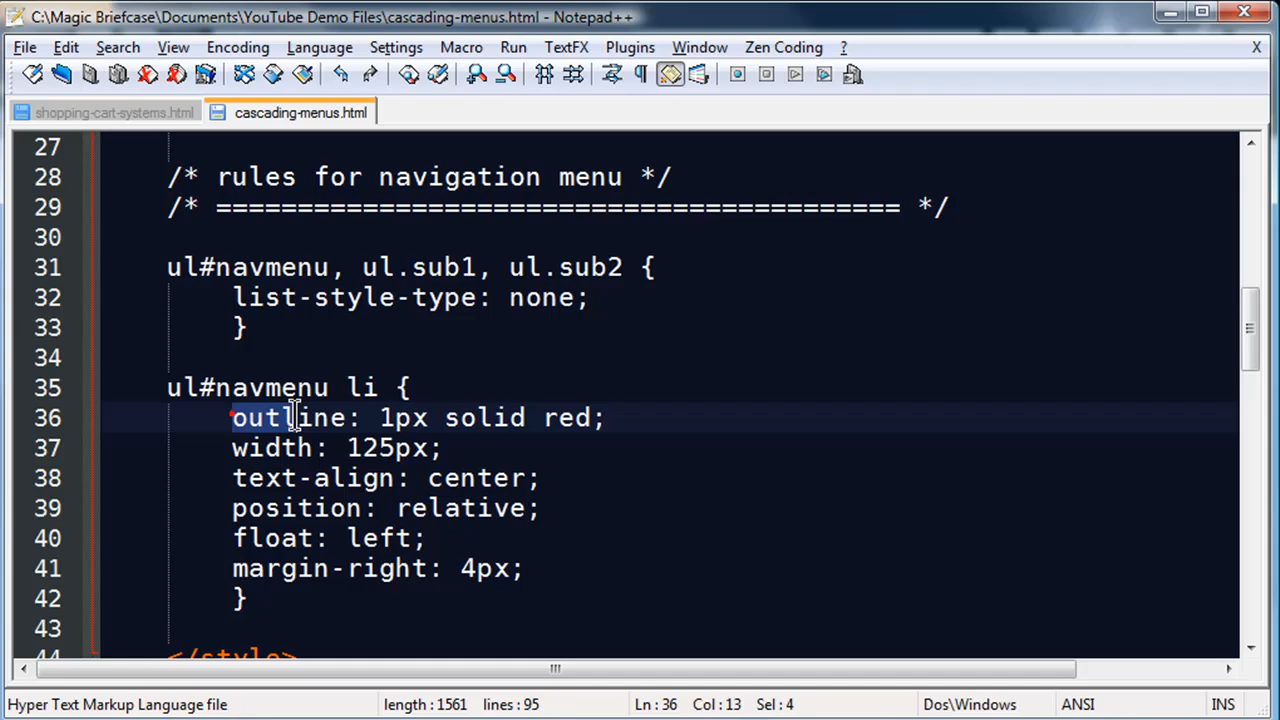 C:\Magic Briefcase\Documents\YouTube Demo Files\cascading-menus.html - Notepad++
File Edit Search View Encoding Language Settings Macro Run TextFX Plugins Window Zen Coding ? X
shopping-cart-systems.html cascading-menus.html
27
28 /* rules for navigation menu */
29 /* ========================================== */
30
31 ul#navmenu, ul.sub1, ul.sub2 {
32 list-style-type: none;
33 }
34
35 ul#navmenu li {
36 outline: 1px solid red;
37 width: 125px;
38 text-align: center;
39 position: relative;
40 float: left;
41 margin-right: 4px;
42 }
43
44 </style>
Hyper Text Markup Language file length : 1561 lines : 95 Ln : 36 Col : 13 Sel : 4 Dos\Windows ANSI INS